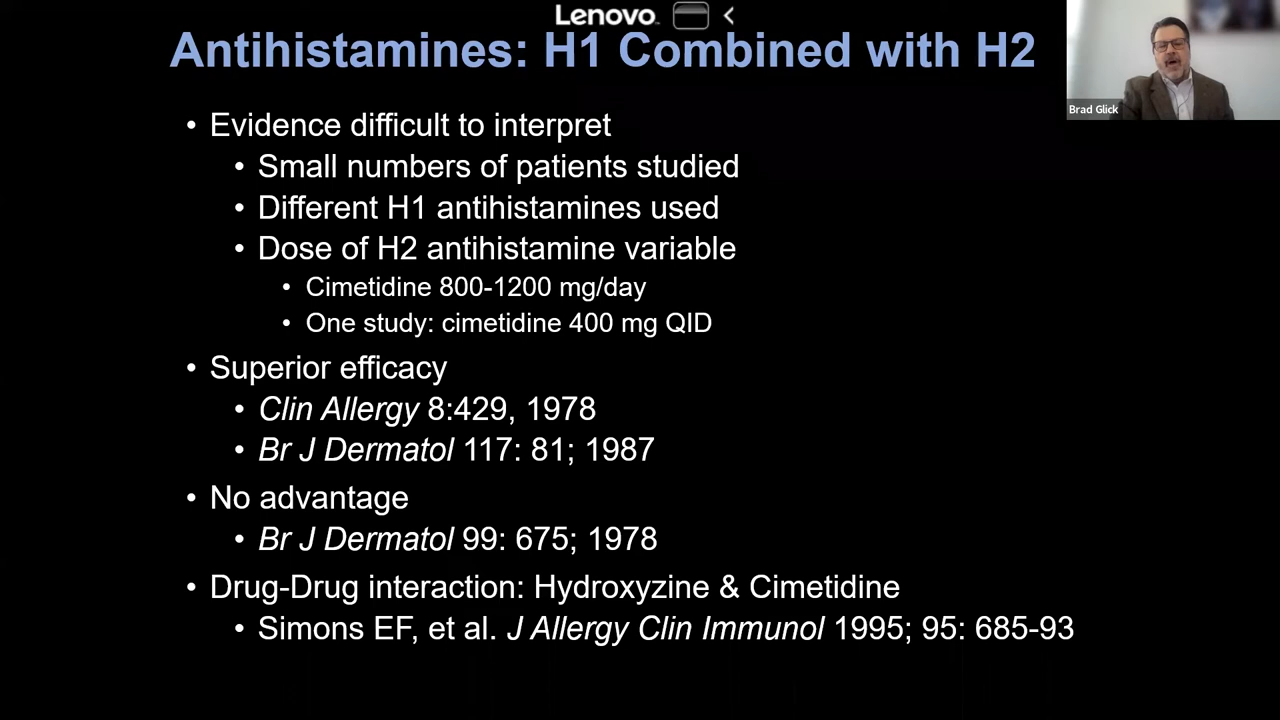 Lenovo
Antihistamines: H1 Combined with H2
Brad Glick
• Evidence difficult to interpret
• Small numbers of patients studied
• Different H1 antihistamines used
• Dose of H2 antihistamine variable
• Cimetidine 800-1200 mg/day
• One study: cimetidine 400 mg QID
• Superior efficacy
• Clin Allergy 8:429, 1978
• Br J Dermatol 117: 81; 1987
• No advantage
• Br J Dermatol 99: 675; 1978
• Drug-Drug interaction: Hydroxyzine & Cimetidine
• Simons EF, et al. J Allergy Clin Immunol 1995; 95: 685-93